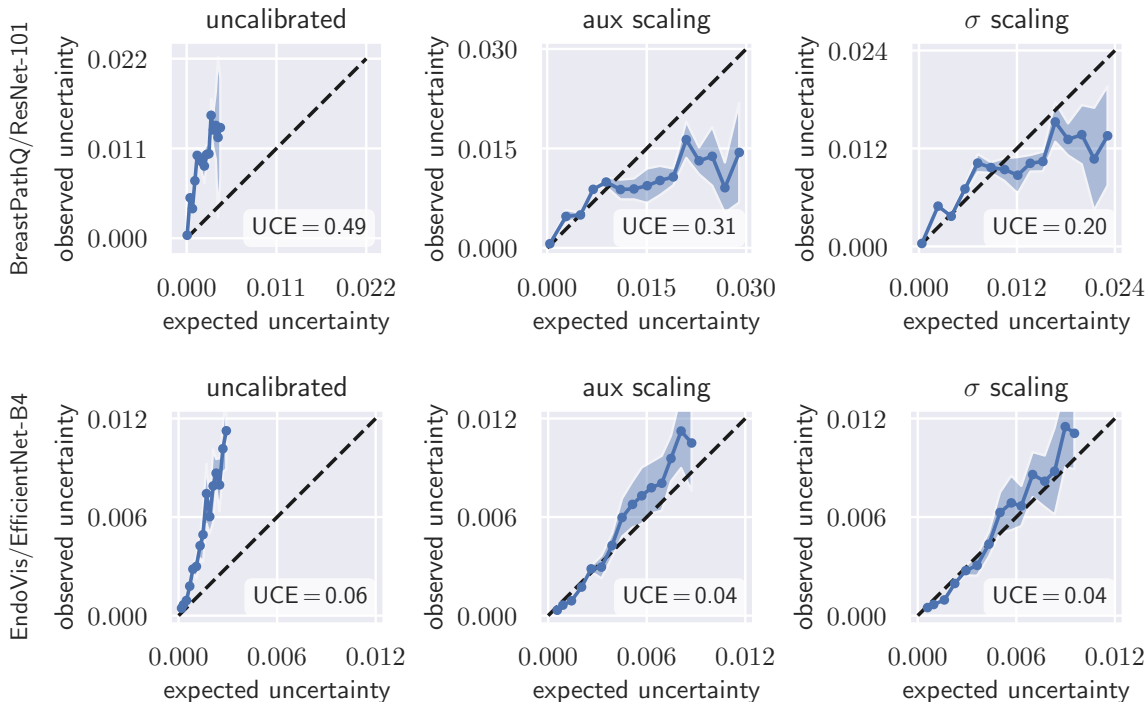 BreastPathQ/ResNet-101
uncalibrated
observed uncertainty
0.022
0.011
0.000
UCE = 0.49
0.000 0.011 0.022
expected uncertainty
aux scaling
observed uncertainty
0.030
0.015
0.000
UCE = 0.31
0.000 0.015 0.030
expected uncertainty
σ scaling
observed uncertainty
0.024
0.012
0.000
UCE = 0.20
0.000 0.012 0.024
expected uncertainty
EndoVis/EfficientNet-B4
uncalibrated
observed uncertainty
0.012
0.006
0.000
UCE = 0.06
0.000 0.006 0.012
expected uncertainty
aux scaling
observed uncertainty
0.012
0.006
0.000
UCE = 0.04
0.000 0.006 0.012
expected uncertainty
σ scaling
observed uncertainty
0.012
0.006
0.000
UCE = 0.04
0.000 0.006 0.012
expected uncertainty